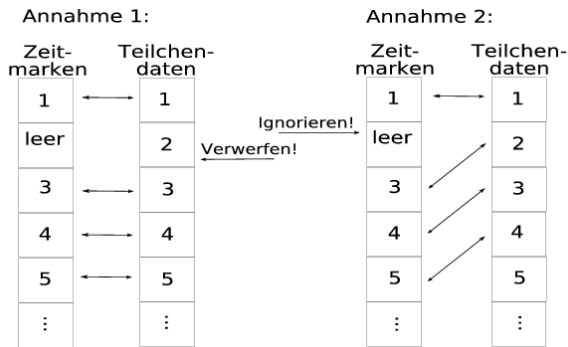 Annahme 1:
Zeit-
marken
Teilchen-
daten
1
1
leer
2
Verwerfen!
3
3
4
4
5
5
⋮
⋮
Annahme 2:
Zeit-
marken
Teilchen-
daten
1
1
Ignorieren!
leer
2
3
3
4
4
5
5
⋮
⋮